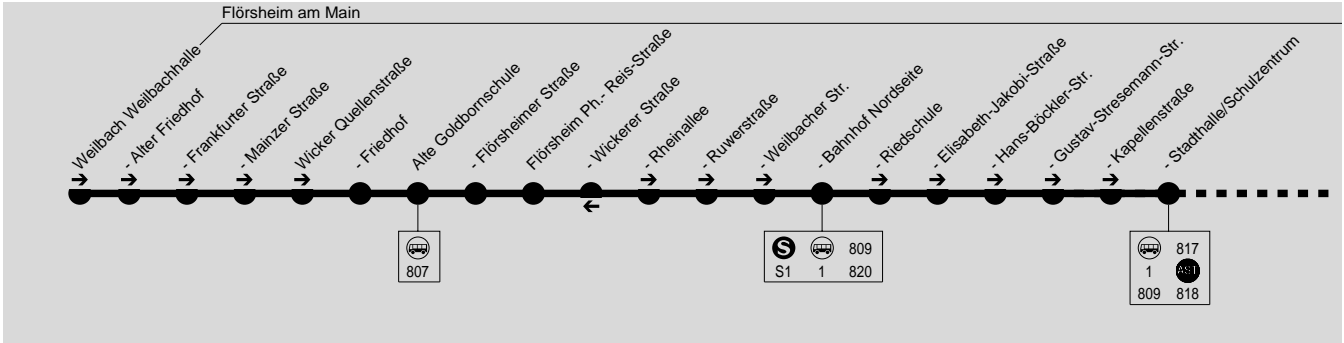 Flörsheim am Main
Weilbach Weilbachhalle
- Alter Friedhof
- Frankfurter Straße
- Mainzer Straße
Wicker Quellenstraße
- Friedhof
Alte Goldbornschule
- Flörsheimer Straße
Flörsheim Ph.- Reis-Straße
- Wickerer Straße
- Rheinallee
- Ruwerstraße
- Weilbacher Str.
- Bahnhof Nordseite
- Riedschule
- Elisabeth-Jakobi-Straße
- Hans-Böckler-Str.
- Gustav-Stresemann-Str.
- Kapellenstraße
- Stadthalle/Schulzentrum
807
S 809
S1 1 820
817
1 AST
809 818